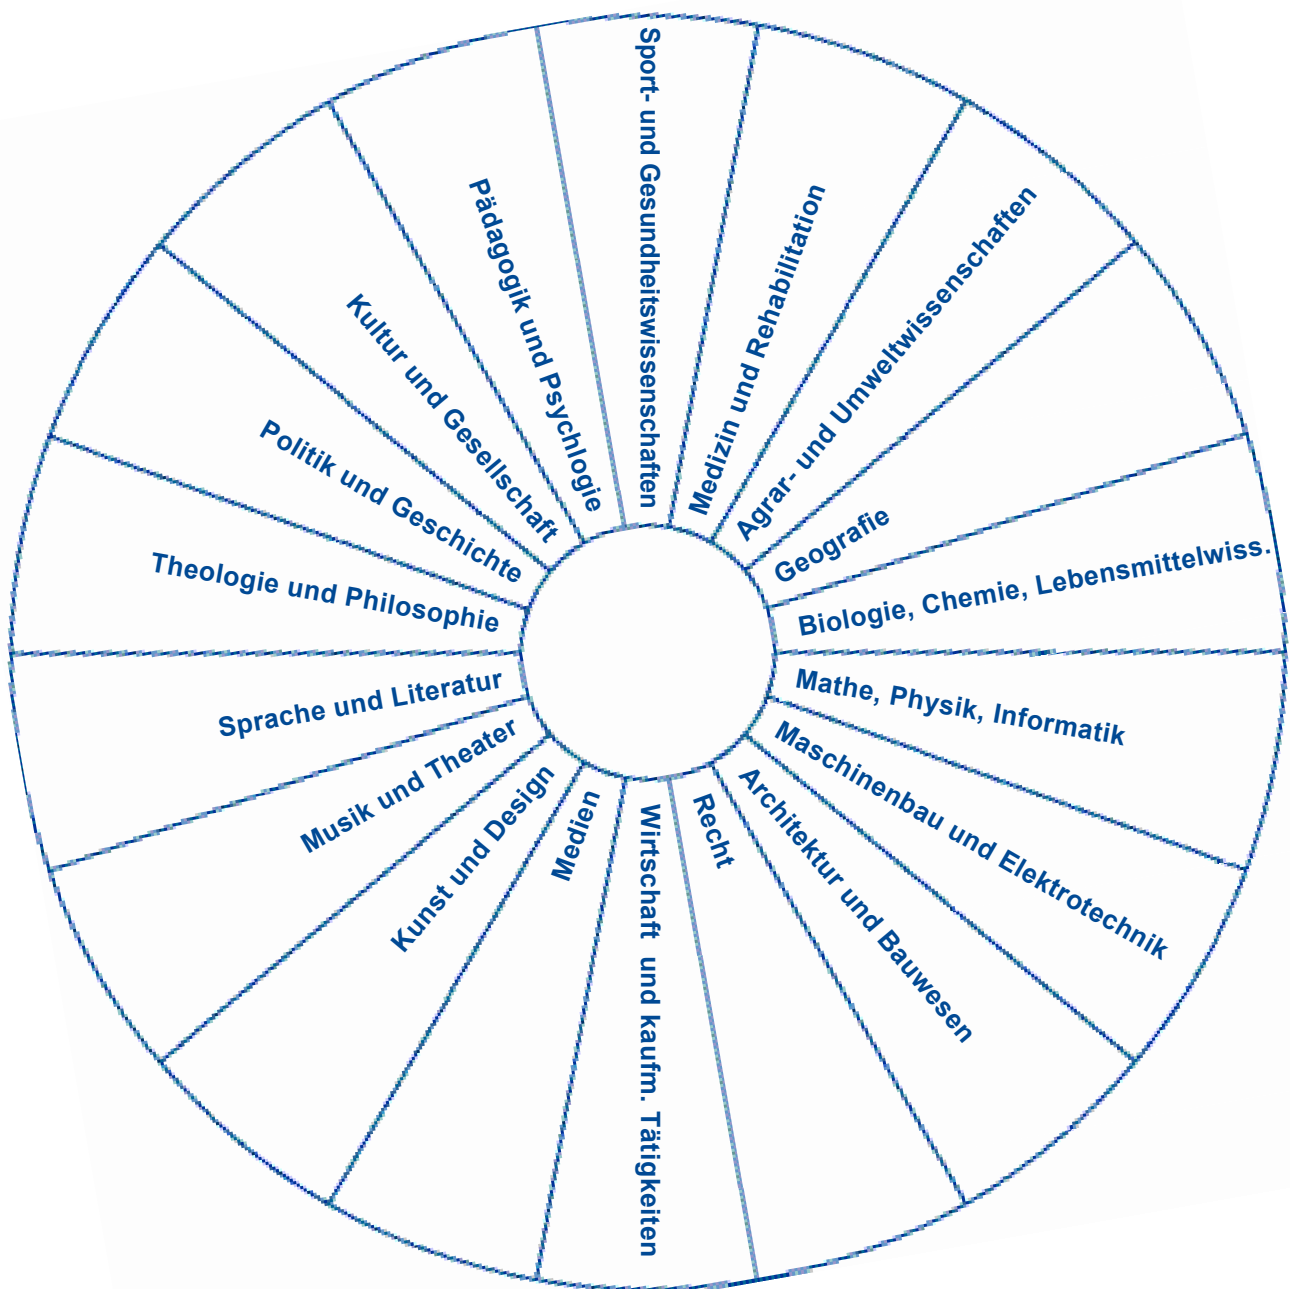 Sport- und Gesundheitswissenschaften
Medizin und Rehabilitation
Agrar- und Umweltwissenschaften
Geografie
Biologie, Chemie, Lebensmittelwiss.
Mathe, Physik, Informatik
Maschinenbau und Elektrotechnik
Architektur und Bauwesen
Recht
Wirtschaft und kaufm. Tätigkeiten
Medien
Kunst und Design
Musik und Theater
Sprache und Literatur
Theologie und Philosophie
Politik und Geschichte
Kultur und Gesellschaft
Pädagogik und Psychlogie